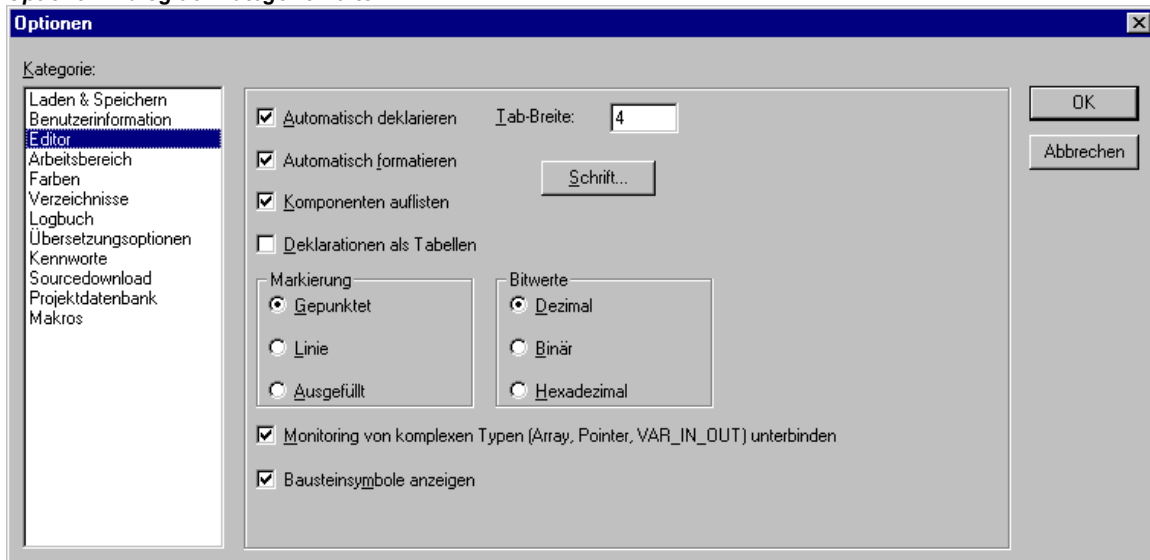 Optionen
Kategorie:
Laden & Speichern
Benutzerinformation
Editor
Arbeitsbereich
Farben
Verzeichnisse
Logbuch
Übersetzungsoptionen
Kennworte
Sourcedownload
Projektdatenbank
Makros
Automatisch deklarieren
Tab-Breite: 4
Automatisch formatieren
Schrift...
Komponenten auflisten
Deklarationen als Tabellen
Markierung
Gepunktet
Linie
Ausgefüllt
Bitwerte
Dezimal
Binär
Hexadezimal
Monitoring von komplexen Typen (Array, Pointer, VAR_IN_OUT) unterbinden
Bausteinsymbole anzeigen
OK
Abbrechen